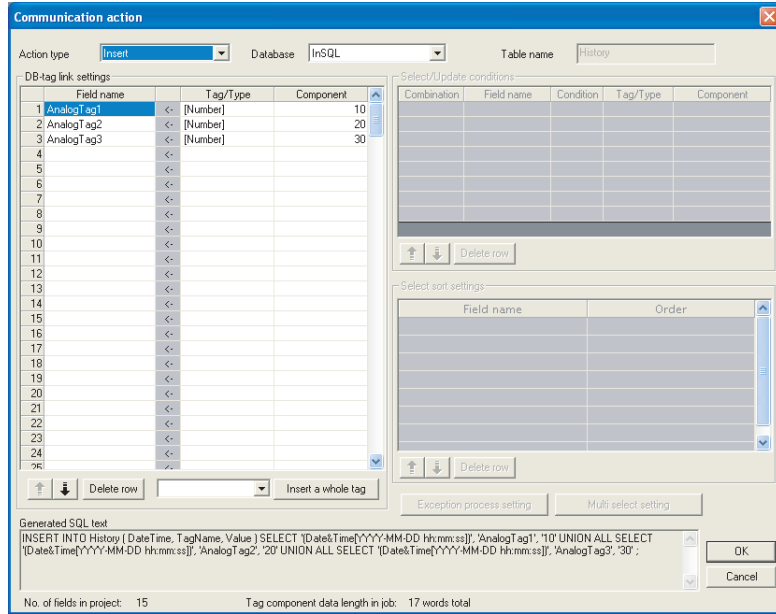 Communication action
Action type Insert Database InSQL Table name History
DB-tag link settings
Field name Tag/Type Component
1 AnalogTag1 <- [Number] 10
2 AnalogTag2 <- [Number] 20
3 AnalogTag3 <- [Number] 30
4 <-
5 <-
6 <-
7 <-
8 <-
9 <-
10 <-
11 <-
12 <-
13 <-
14 <-
15 <-
16 <-
17 <-
18 <-
19 <-
20 <-
21 <-
22 <-
23 <-
24 <-
25 <-
Delete row Insert a whole tag
Select/Update conditions
Combination Field name Condition Tag/Type Component
Delete row
Select sort settings
Field name Order
Delete row
Exception process setting Multi select setting
Generated SQL text
INSERT INTO History ( DateTime, TagName, Value ) SELECT '(Date&Time[YYYY-MM-DD hh:mm:ss])', 'AnalogTag1', '10' UNION ALL SELECT
'(Date&Time[YYYY-MM-DD hh:mm:ss])', 'AnalogTag2', '20' UNION ALL SELECT '(Date&Time[YYYY-MM-DD hh:mm:ss])', 'AnalogTag3', '30' ;
OK
Cancel
No. of fields in project: 15 Tag component data length in job: 17 words total